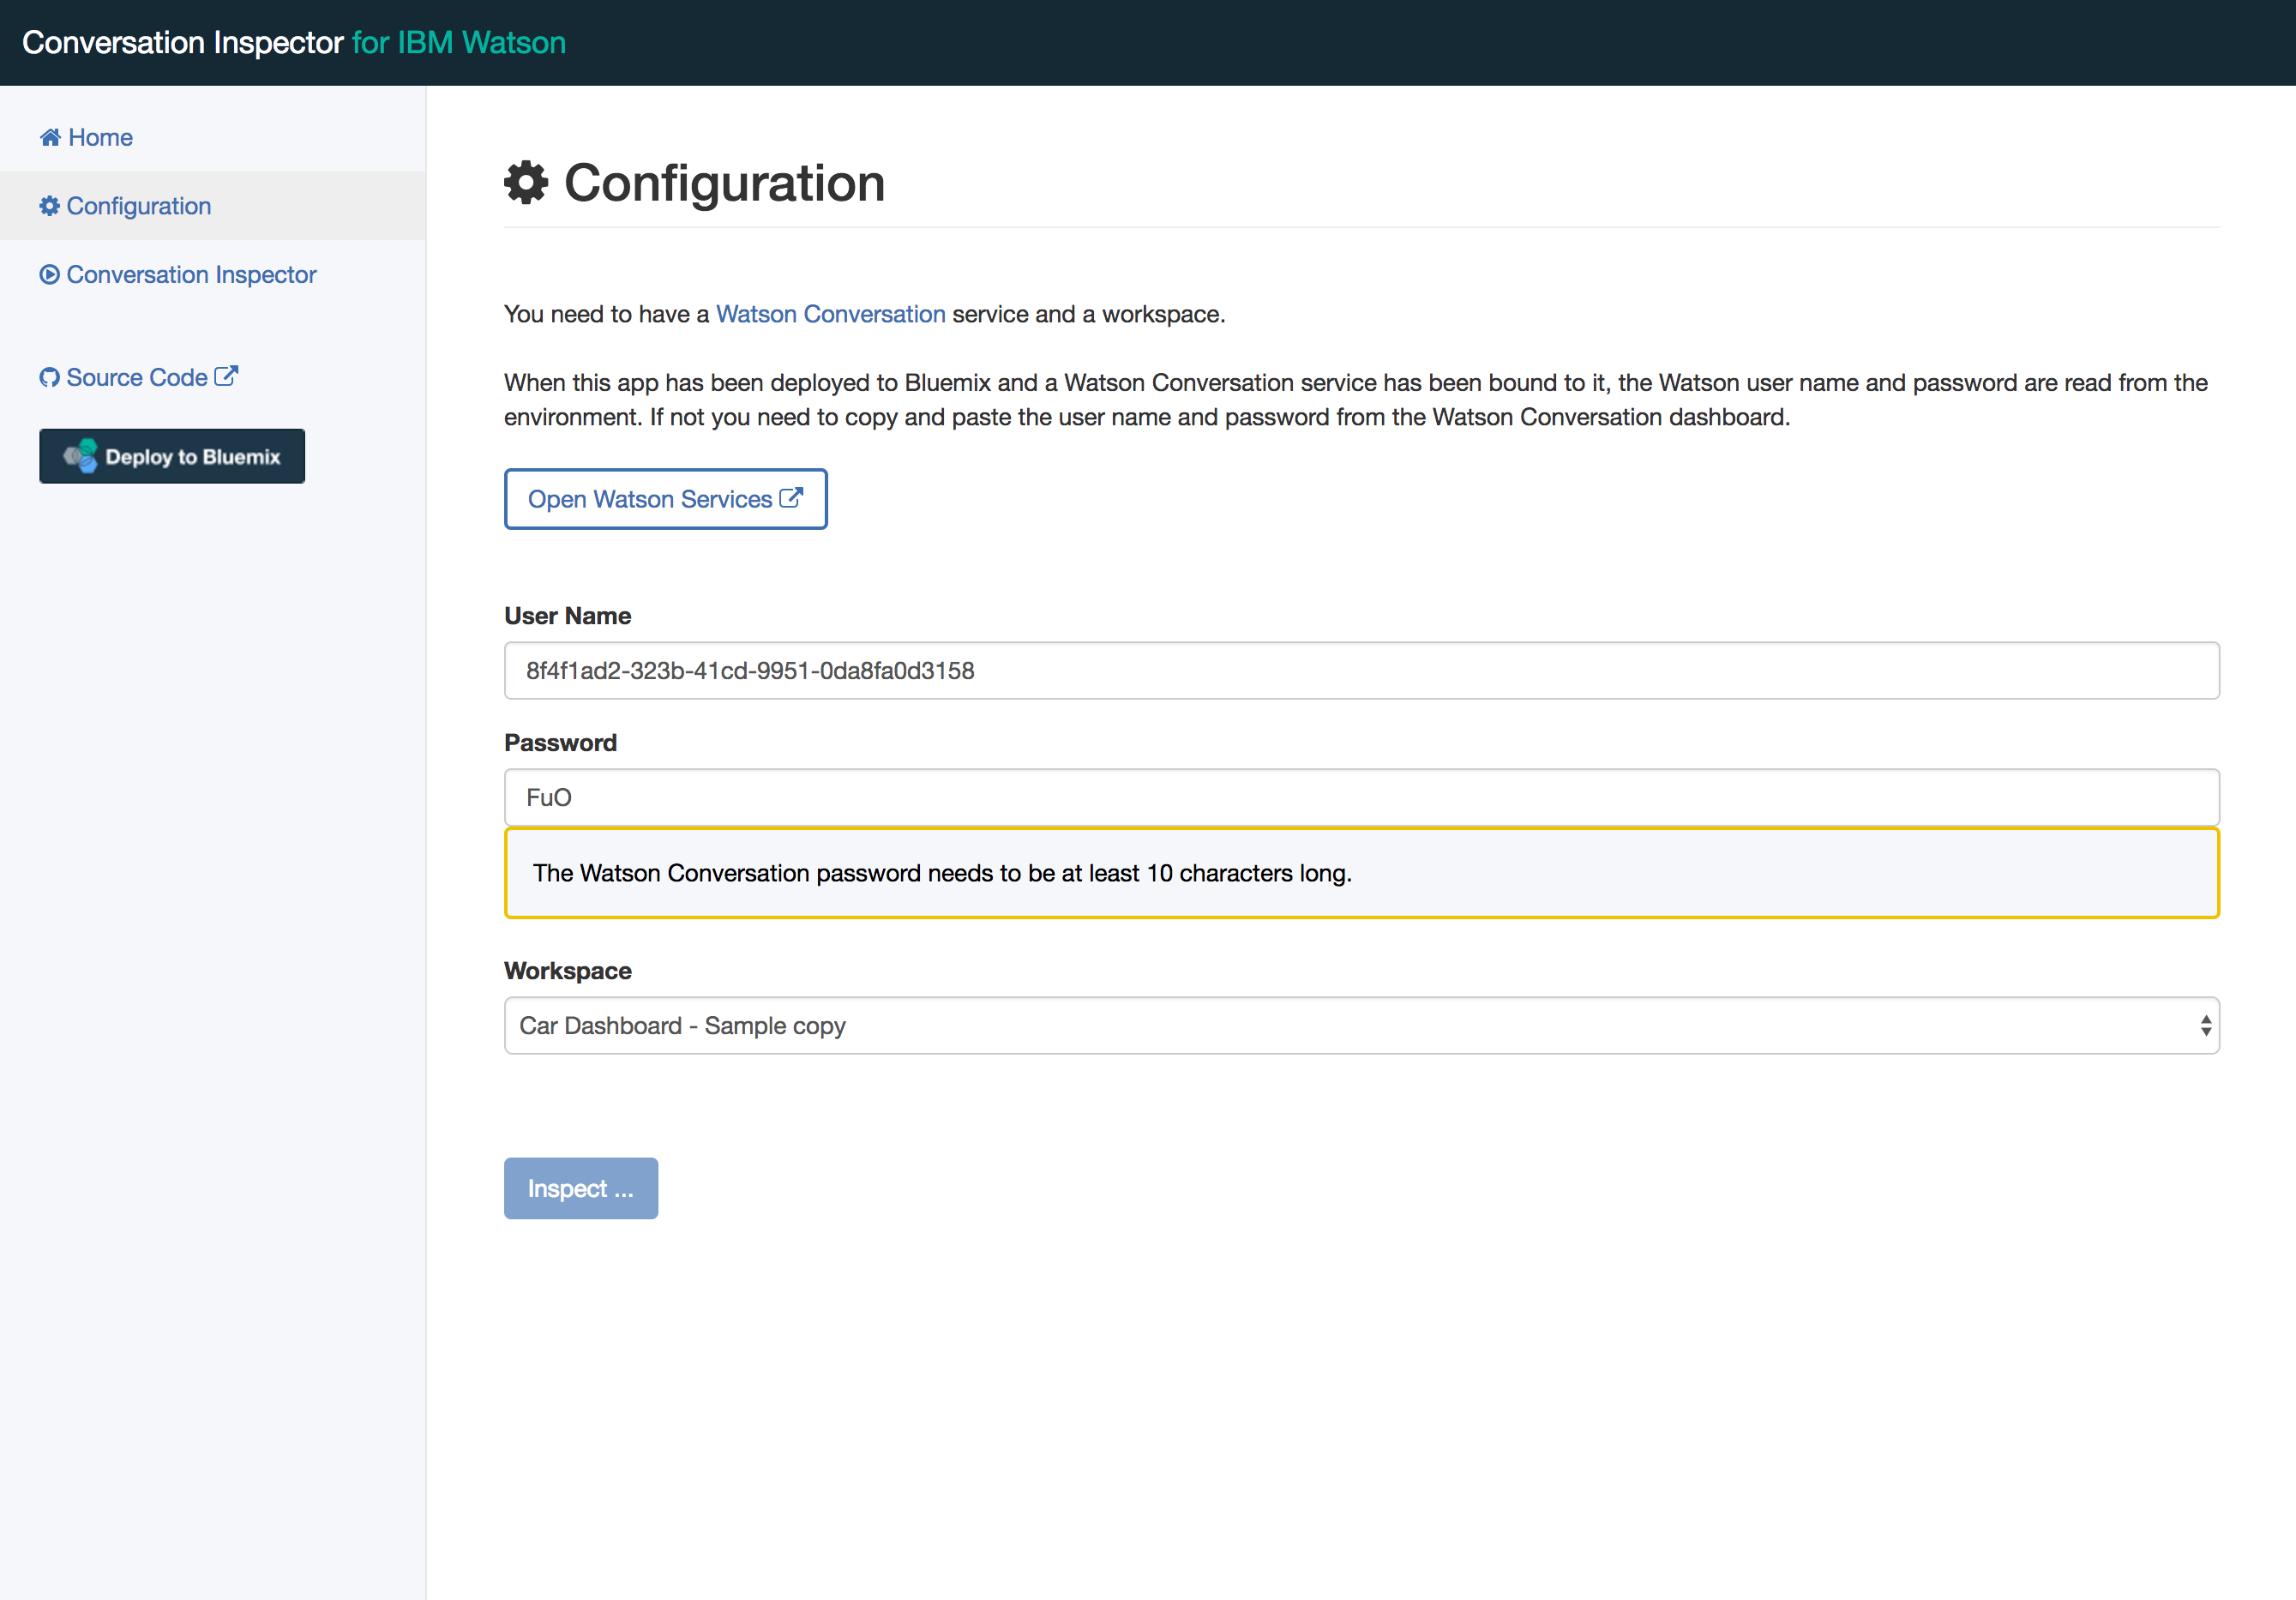 Conversation Inspector for IBM Watson
Home
Configuration
Conversation Inspector
Source Code
Deploy to Bluemix
Configuration
You need to have a Watson Conversation service and a workspace.
When this app has been deployed to Bluemix and a Watson Conversation service has been bound to it, the Watson user name and password are read from the
environment. If not you need to copy and paste the user name and password from the Watson Conversation dashboard.
Open Watson Services
User Name
8f4f1ad2-323b-41cd-9951-0da8fa0d3158
Password
FuO
The Watson Conversation password needs to be at least 10 characters long.
Workspace
Car Dashboard - Sample copy
Inspect ...